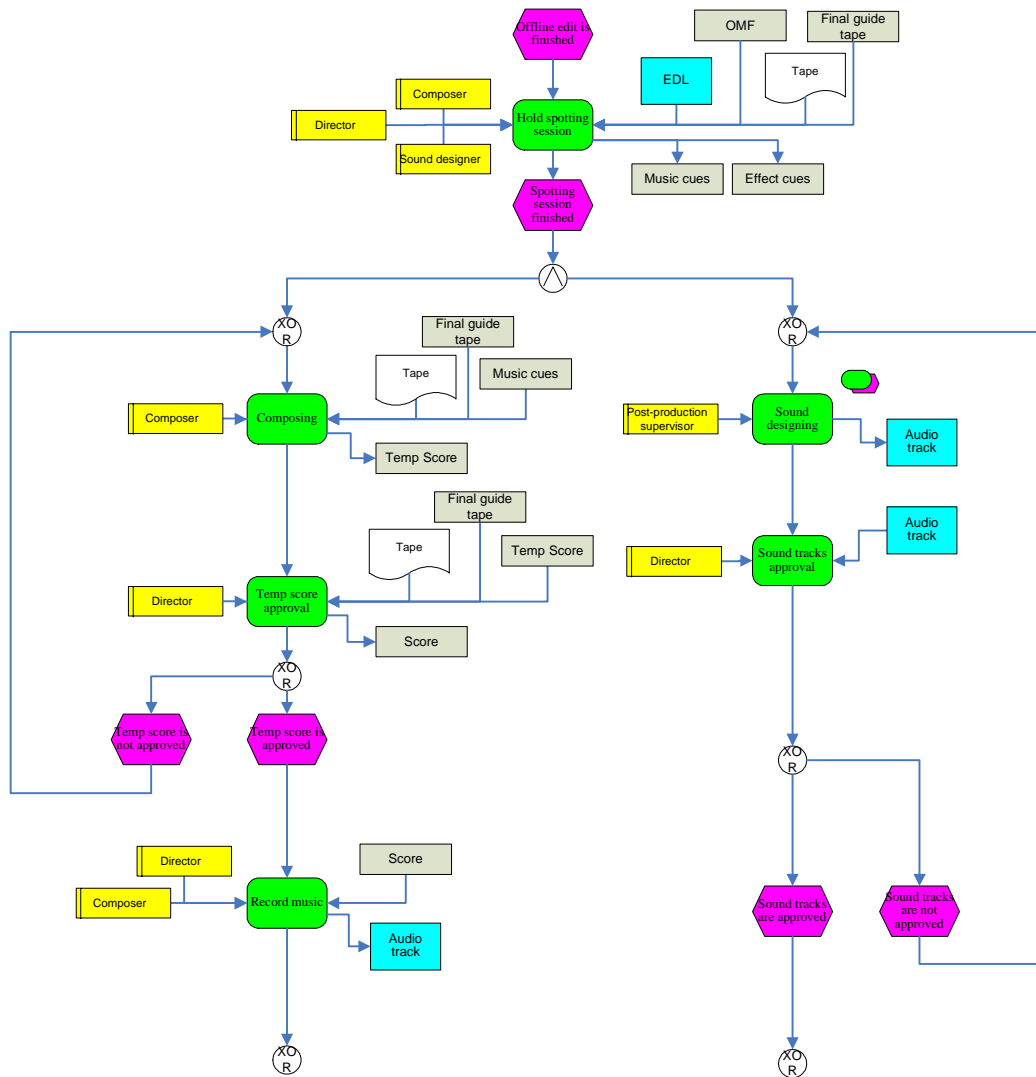 Offline edit is
finished
OMF
Final guide
tape
EDL
Tape
Composer
Director
Sound designer
Hold spotting
session
Music cues
Effect cues
Spotting
session
finished
XO
R
XO
R
Final guide
tape
Tape
Music cues
Composer
Composing
Temp Score
Post-production
supervisor
Sound
designing
Audio
track
Final guide
tape
Tape
Temp Score
Director
Temp score
approval
Score
Audio
track
Director
Sound tracks
approval
XO
R
Temp score is
not approved
Temp score is
approved
XO
R
Director
Composer
Record music
Score
Audio
track
Sound tracks
are approved
Sound tracks
are not
approved
XO
R
XO
R